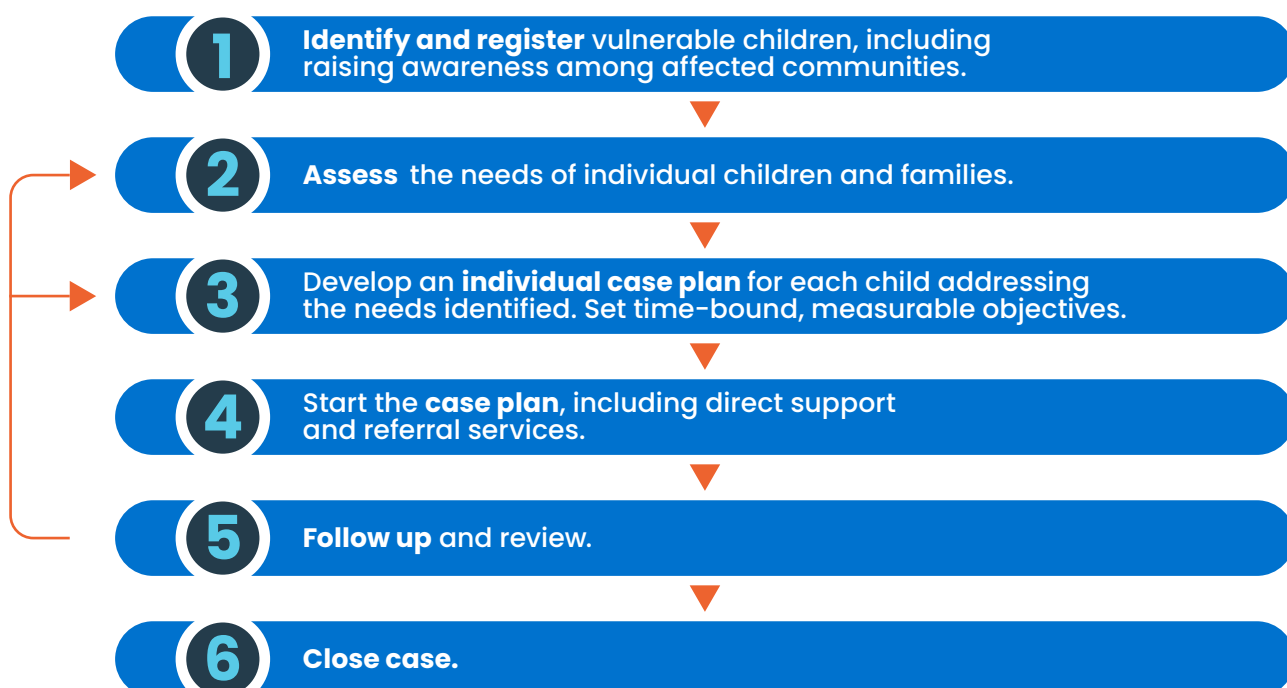 1
Identify and register vulnerable children, including
raising awareness among affected communities.
2
Assess the needs of individual children and families.
3
Develop an individual case plan for each child addressing
the needs identified. Set time-bound, measurable objectives.
4
Start the case plan, including direct support
and referral services.
5
Follow up and review.
6
Close case.